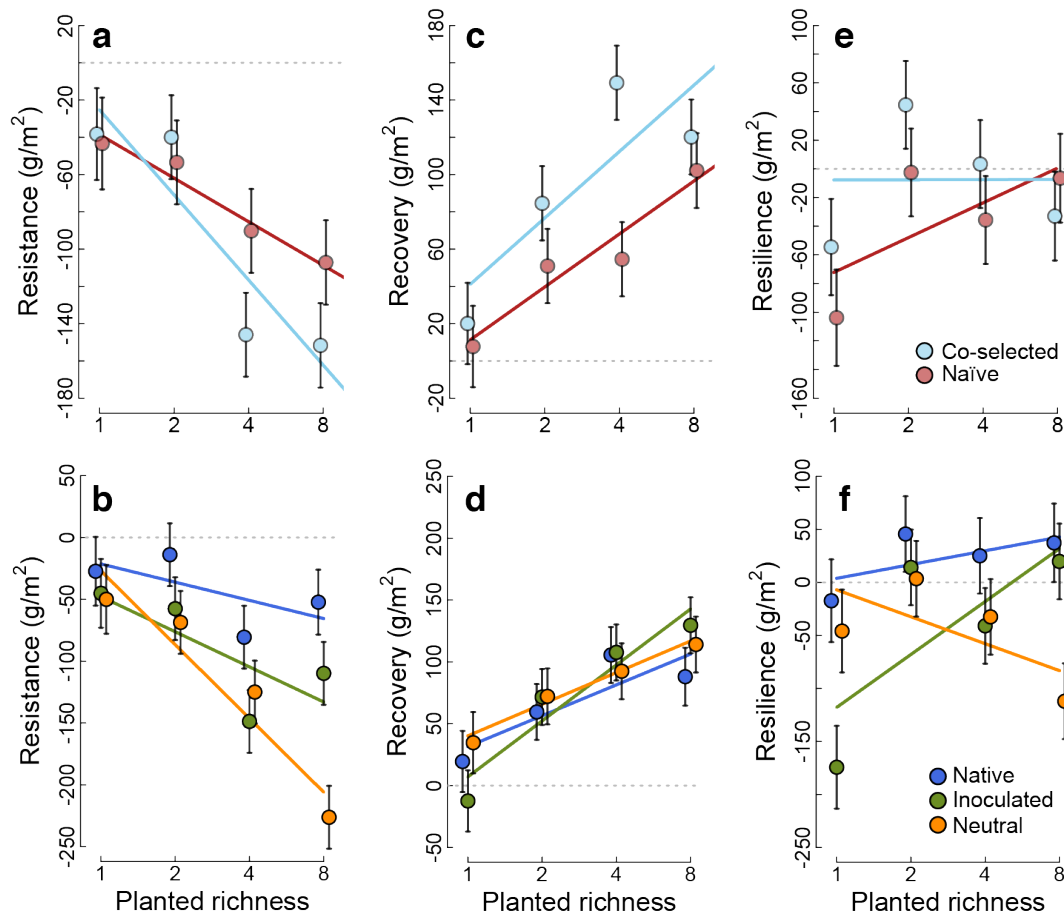 a
Resistance (g/m²)
20
-20
-60
-100
-140
-180
1 2 4 8
c
Recovery (g/m²)
180
140
100
60
20
-20
1 2 4 8
e
Resilience (g/m²)
100
60
20
-20
-60
-100
-160
Co-selected
Naïve
1 2 4 8
b
Resistance (g/m²)
50
0
-50
-100
-150
-200
-250
1 2 4 8
Planted richness
d
Recovery (g/m²)
250
200
150
100
50
0
-50
1 2 4 8
Planted richness
f
Resilience (g/m²)
100
50
0
-50
-150
-250
Native
Inoculated
Neutral
1 2 4 8
Planted richness